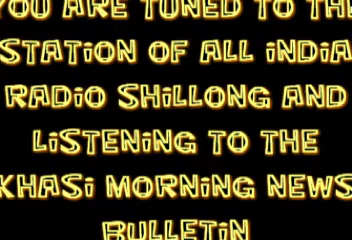 YOU ARE TUNED TO THE
STATION OF ALL INDIA
RADIO SHILLONG AND
LISTENING TO THE
KHASI MORNING NEWS
BULLETIN